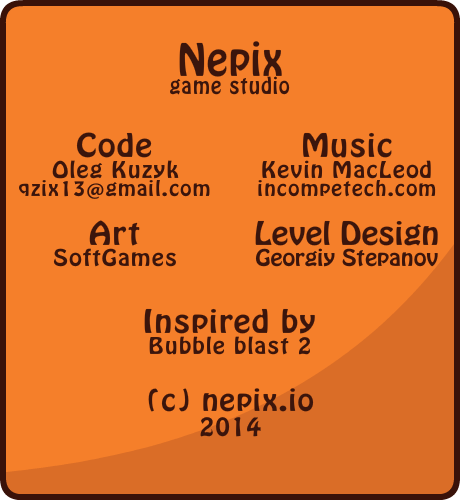 Nepix
game studio
Code
Oleg Kuzyk
qzix13@gmail.com
Music
Kevin MacLeod
incompetech.com
Art
SoftGames
Level Design
Georgiy Stepanov
Inspired by
Bubble blast 2
(c) nepix.io
2014